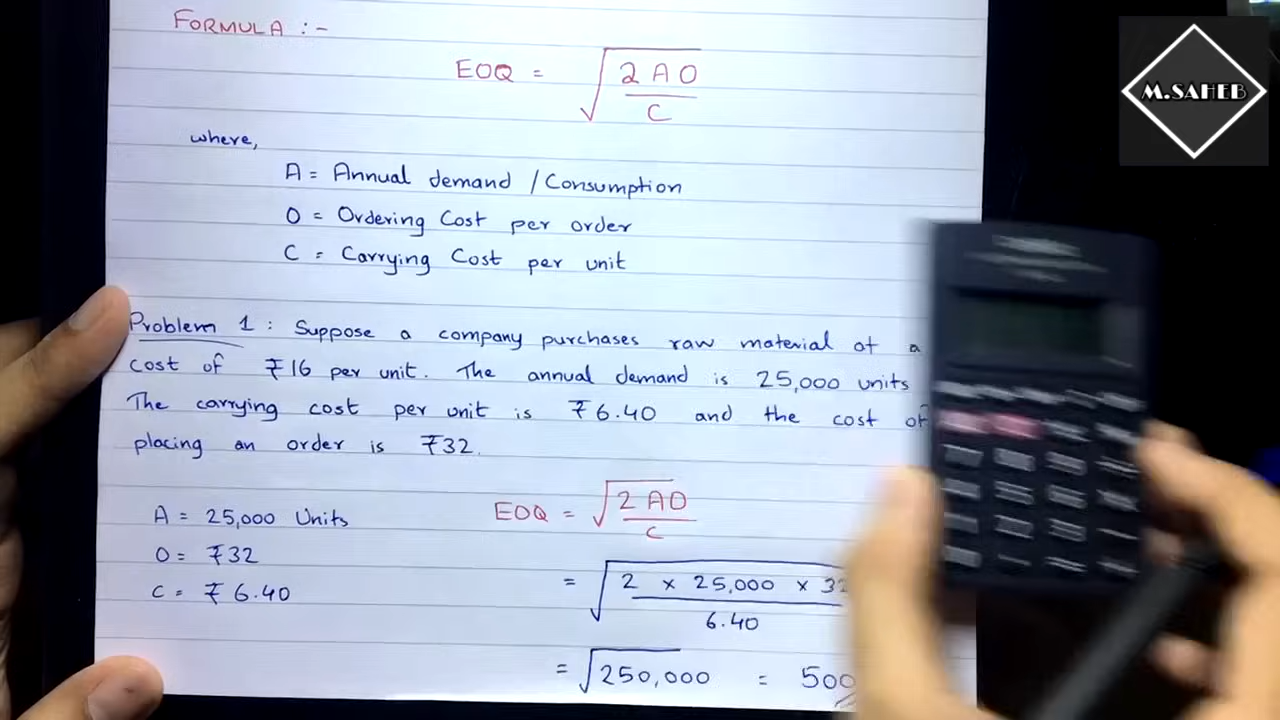 FORMULA :-
EOQ = √2AO/C
M.SAHEB
where,
A = Annual demand / Consumption
O = Ordering Cost per order
C = Carrying Cost per unit
Problem 1 : Suppose a company purchases raw material at a
cost of ₹16 per unit. The annual demand is 25,000 units
The carrying cost per unit is ₹6.40 and the cost of
placing an order is ₹32.
A = 25,000 Units
O = ₹32
C = ₹6.40
EOQ = √2AO/C
= √2 × 25,000 × 32/6.40
= √250,000 = 500